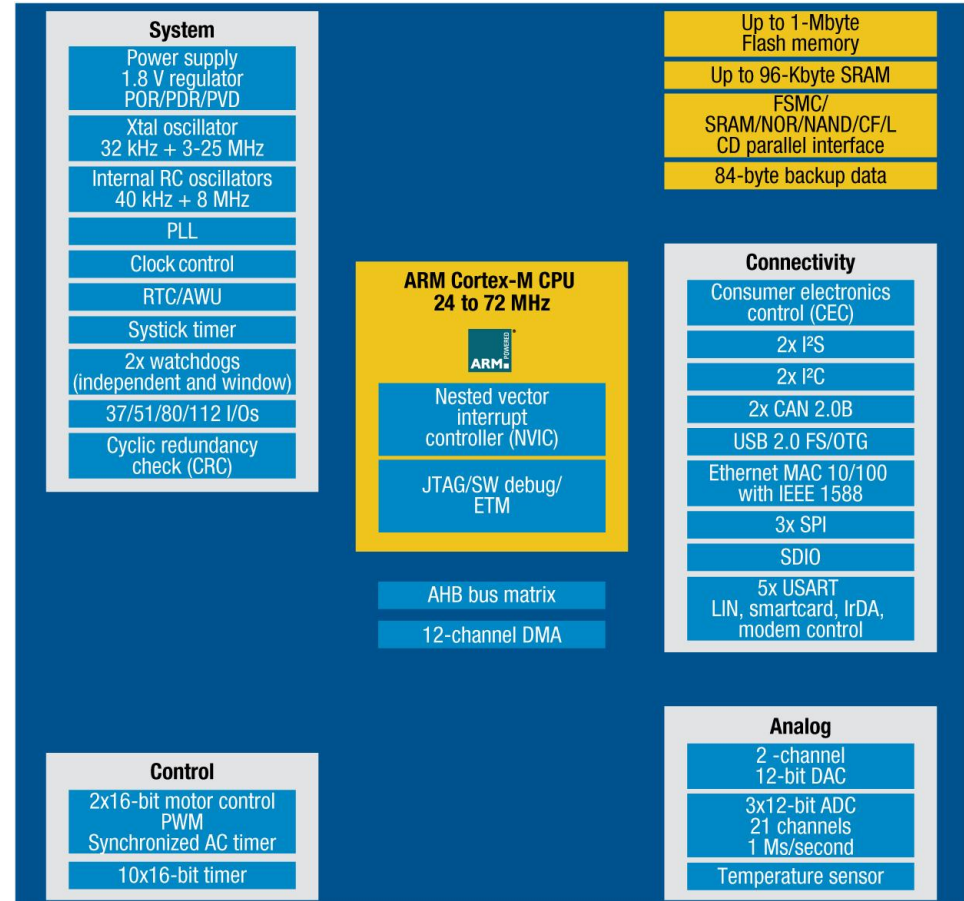 System
Power supply
1.8 V regulator
POR/PDR/PVD
Xtal oscillator
32 kHz + 3-25 MHz
Internal RC oscillators
40 kHz + 8 MHz
PLL
Clock control
RTC/AWU
Systick timer
2x watchdogs
(independent and window)
37/51/80/112 I/Os
Cyclic redundancy
check (CRC)
Control
2x16-bit motor control
PWM
Synchronized AC timer
10x16-bit timer
ARM Cortex-M CPU
24 to 72 MHz
ARM POWERED
Nested vector
interrupt
controller (NVIC)
JTAG/SW debug/
ETM
AHB bus matrix
12-channel DMA
Up to 1-Mbyte
Flash memory
Up to 96-Kbyte SRAM
FSMC/
SRAM/NOR/NAND/CF/L
CD parallel interface
84-byte backup data
Connectivity
Consumer electronics
control (CEC)
2x I²S
2x I²C
2x CAN 2.0B
USB 2.0 FS/OTG
Ethernet MAC 10/100
with IEEE 1588
3x SPI
SDIO
5x USART
LIN, smartcard, IrDA,
modem control
Analog
2 -channel
12-bit DAC
3x12-bit ADC
21 channels
1 Ms/second
Temperature sensor